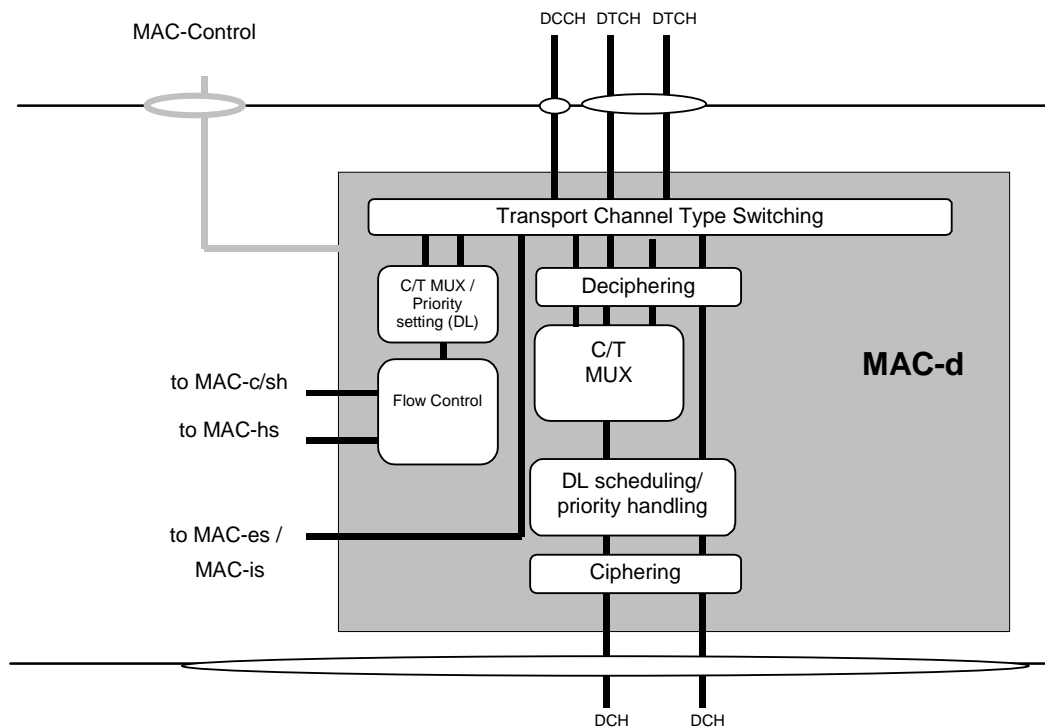 DCCH DTCH DTCH
MAC-Control
Transport Channel Type Switching
C/T MUX /
Priority
setting (DL)
Deciphering
C/T
MUX
MAC-d
to MAC-c/sh
Flow Control
to MAC-hs
DL scheduling/
priority handling
to MAC-es /
MAC-is
Ciphering
DCH DCH